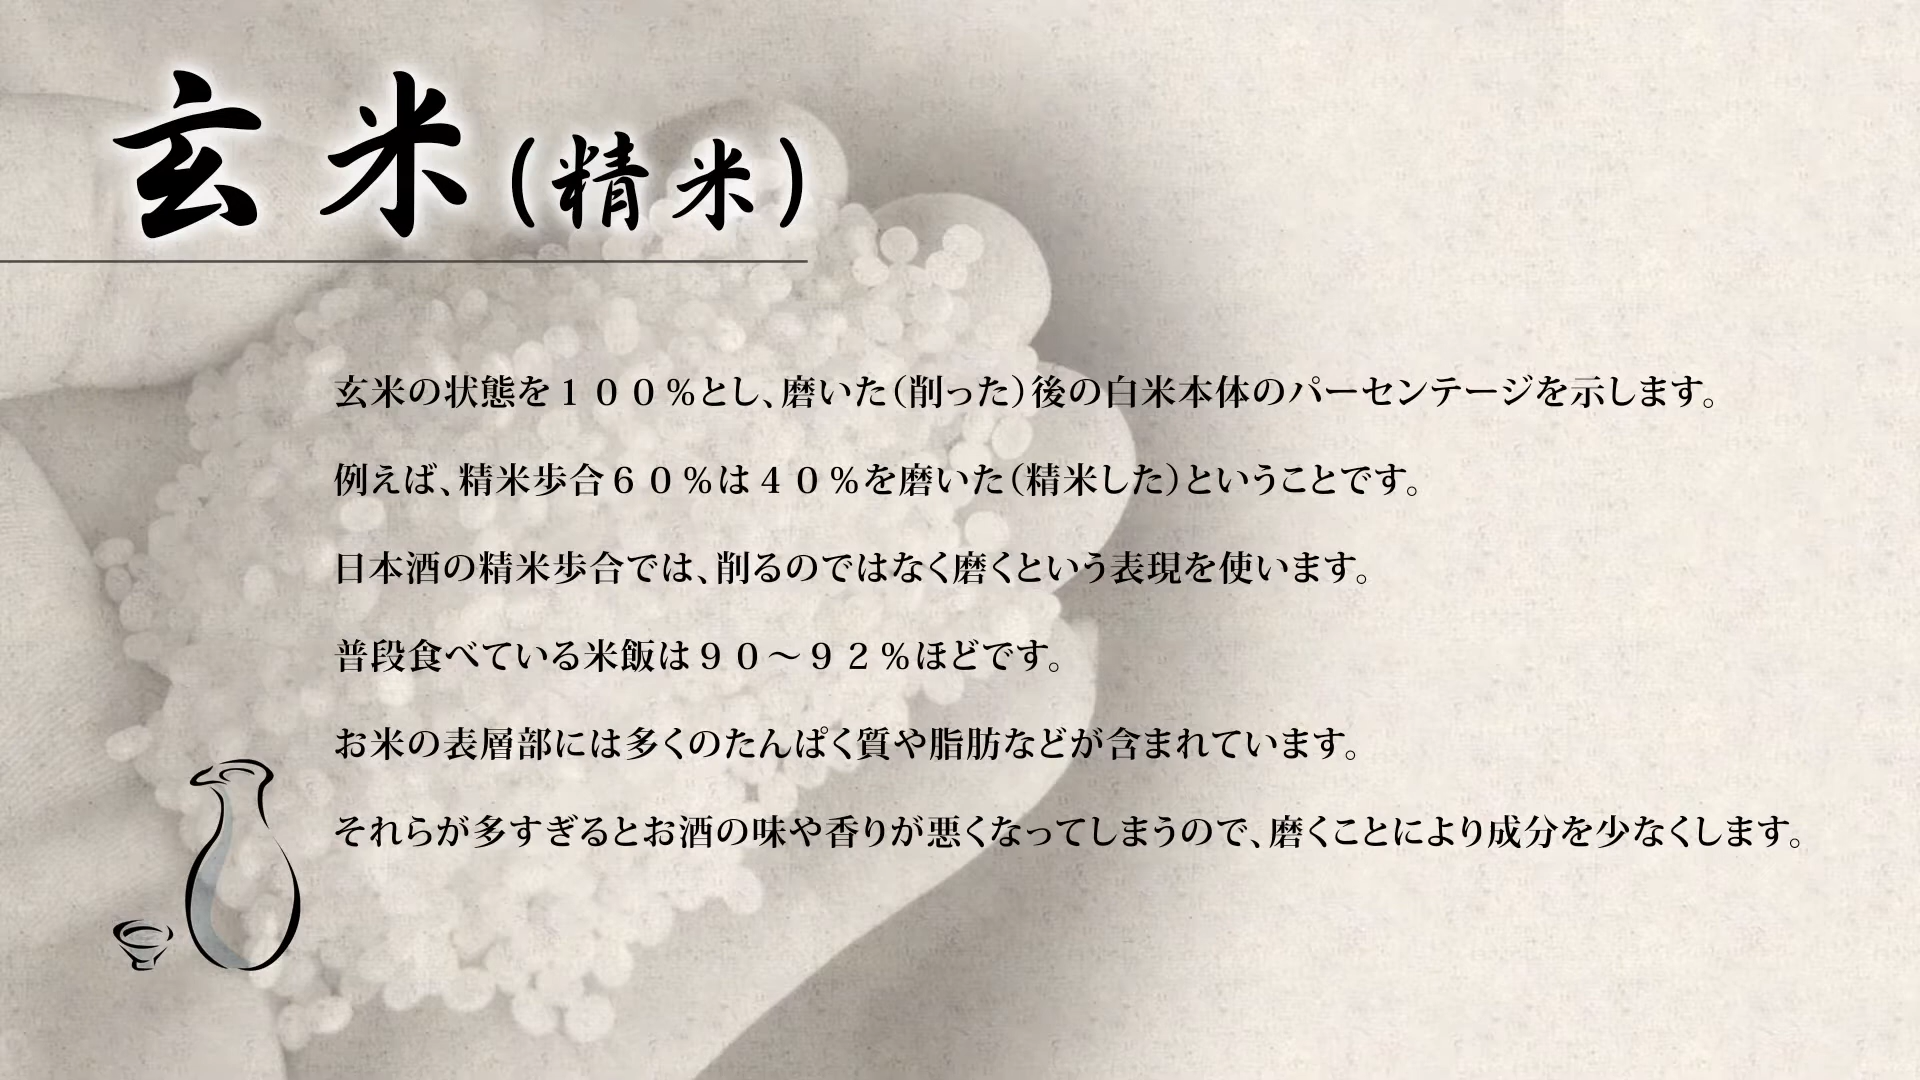 玄米（精米）
玄米の状態を１００％とし、磨いた（削った）後の白米本体のパーセンテージを示します。
例えば、精米歩合６０％は４０％を磨いた（精米した）ということです。
日本酒の精米歩合では、削るのではなく磨くという表現を使います。
普段食べている米飯は９０～９２％ほどです。
お米の表層部には多くのたんぱく質や脂肪などが含まれています。
それらが多すぎるとお酒の味や香りが悪くなってしまうので、磨くことにより成分を少なくします。